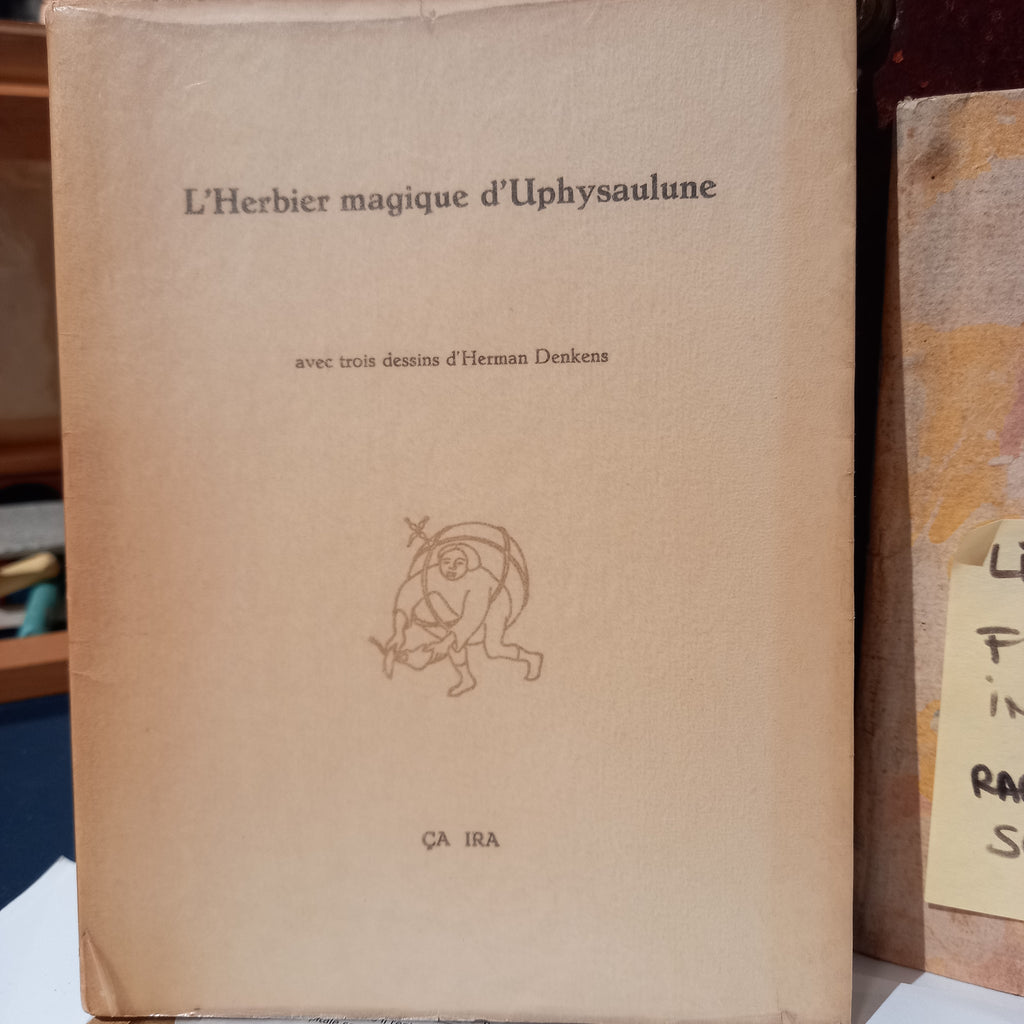 L'Herbier magique d'Uphysaulune
avec trois dessins d'Herman Denkens
ÇA IRA